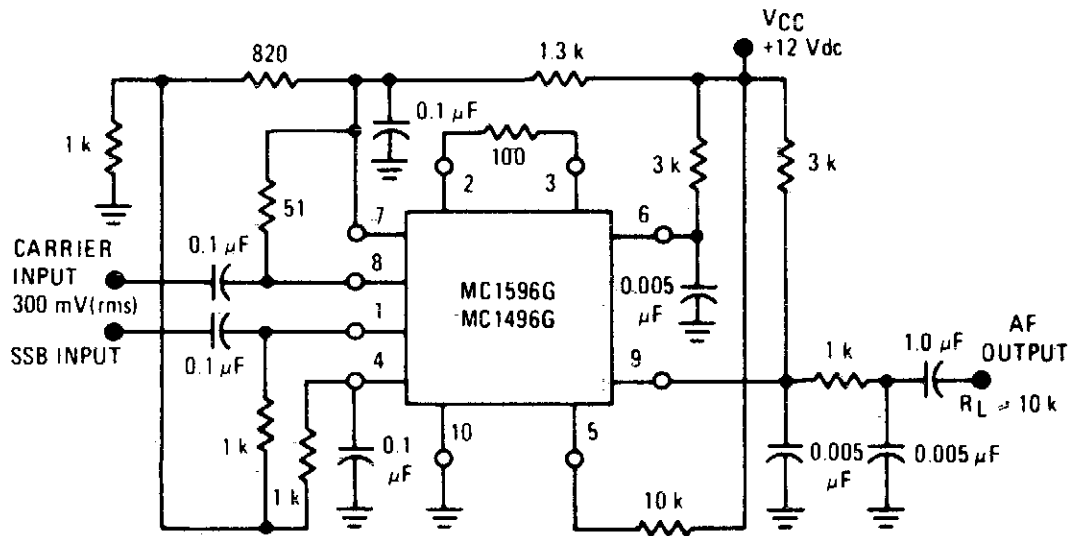 VCC
+12 Vdc
820
1.3 k
0.1 µF
1 k
100
2
3
3 k
3 k
51
7
6
CARRIER
INPUT
300 mV(rms)
0.1 µF
8
MC1596G
MC1496G
0.005
µF
SSB INPUT
0.1 µF
1
4
9
1 k
1.0 µF
AF
OUTPUT
RL = 10 k
1 k
1 k
0.1
µF
10
5
10 k
0.005
µF
0.005 µF